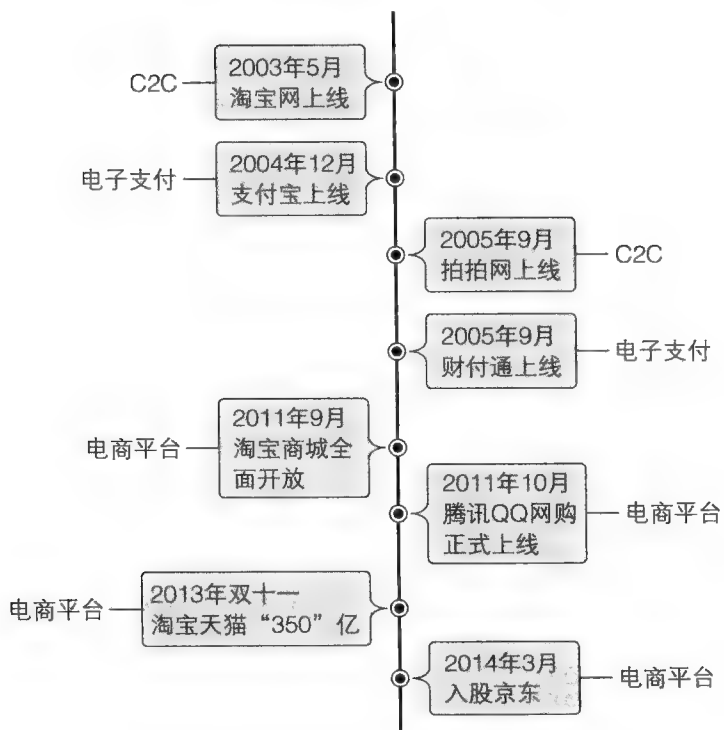 C2C
2003年5月
淘宝网上线
电子支付
2004年12月
支付宝上线
2005年9月
拍拍网上线
C2C
2005年9月
财付通上线
电子支付
电商平台
2011年9月
淘宝商城全
面开放
2011年10月
腾讯QQ网购
正式上线
电商平台
电商平台
2013年双十一
淘宝天猫“350”亿
2014年3月
入股京东
电商平台